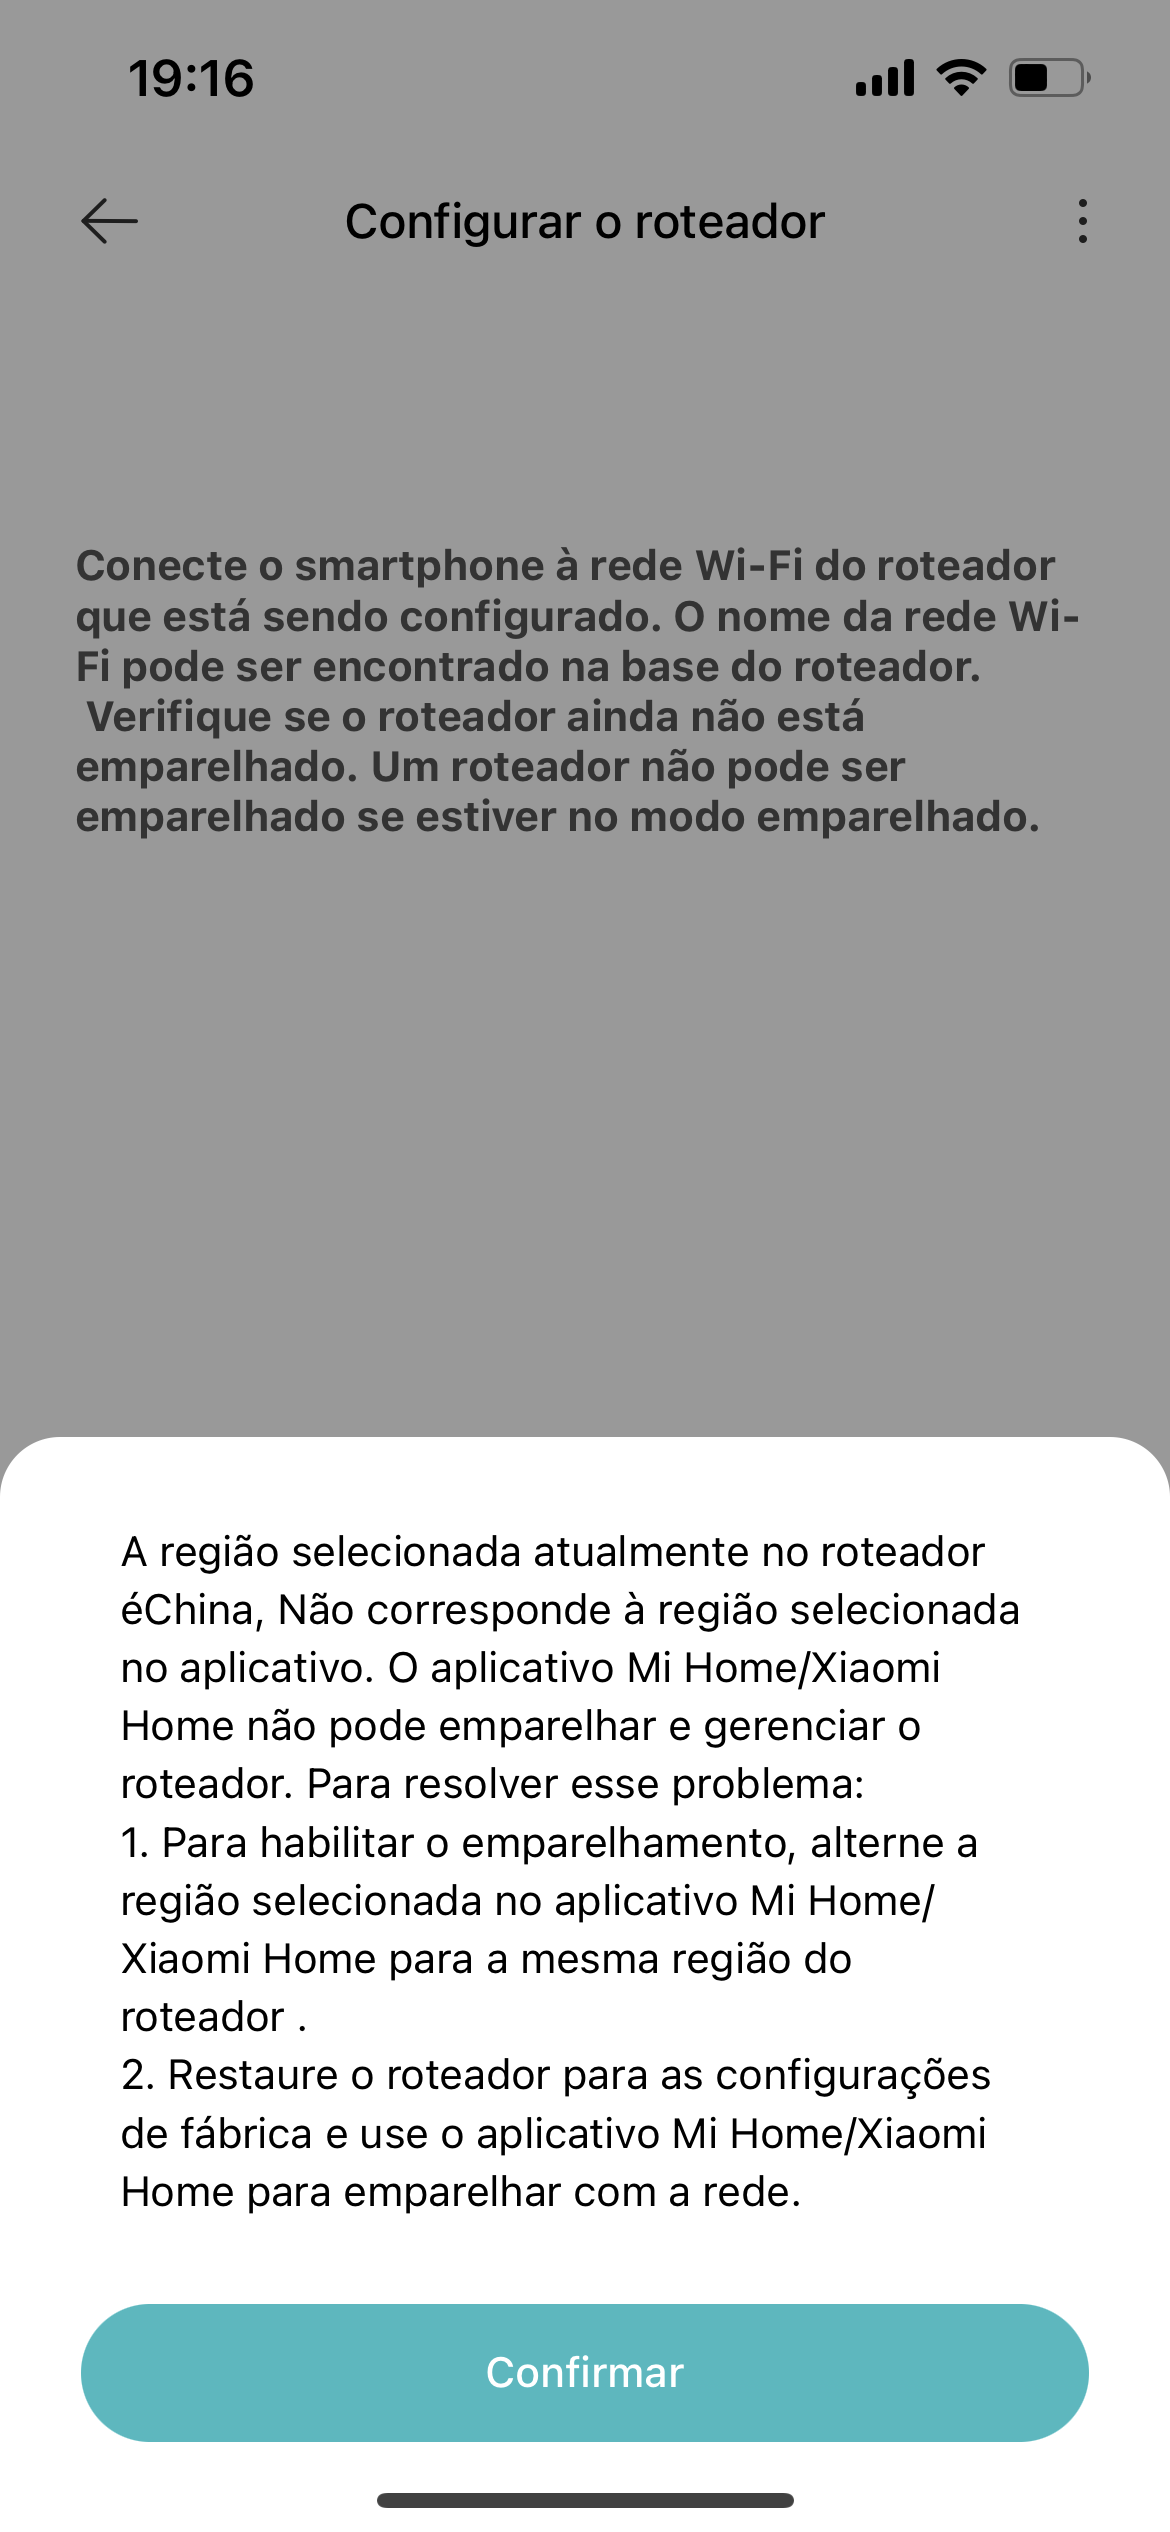 19:16
Configurar o roteador
Conecte o smartphone à rede Wi-Fi do roteador
que está sendo configurado. O nome da rede Wi-
Fi pode ser encontrado na base do roteador.
Verifique se o roteador ainda não está
emparelhado. Um roteador não pode ser
emparelhado se estiver no modo emparelhado.
A região selecionada atualmente no roteador
éChina, Não corresponde à região selecionada
no aplicativo. O aplicativo Mi Home/Xiaomi
Home não pode emparelhar e gerenciar o
roteador. Para resolver esse problema:
1. Para habilitar o emparelhamento, alterne a
região selecionada no aplicativo Mi Home/
Xiaomi Home para a mesma região do
roteador .
2. Restaure o roteador para as configurações
de fábrica e use o aplicativo Mi Home/Xiaomi
Home para emparelhar com a rede.
Confirmar